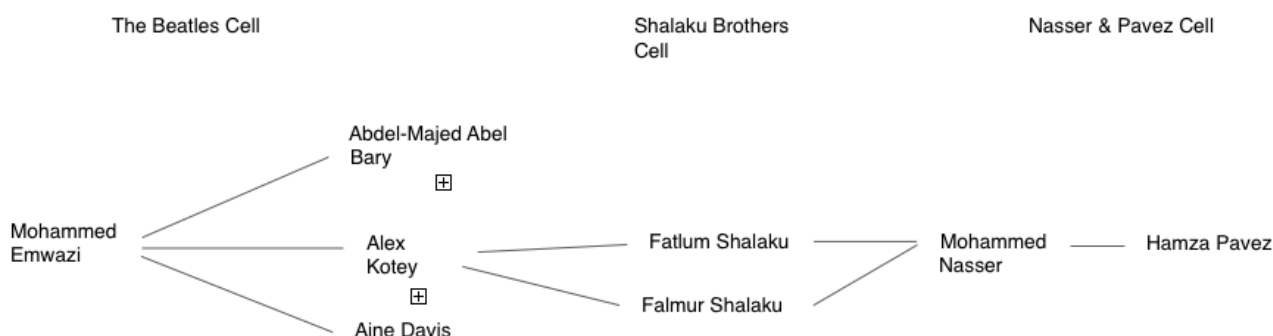 The Beatles Cell
Shalaku Brothers
Cell
Nasser & Pavez Cell
Abdel-Majed Abel
Bary
Mohammed
Emwazi
Alex
Kotey
Fatlum Shalaku
Mohammed
Nasser
Hamza Pavez
Falmur Shalaku
Aine Davis